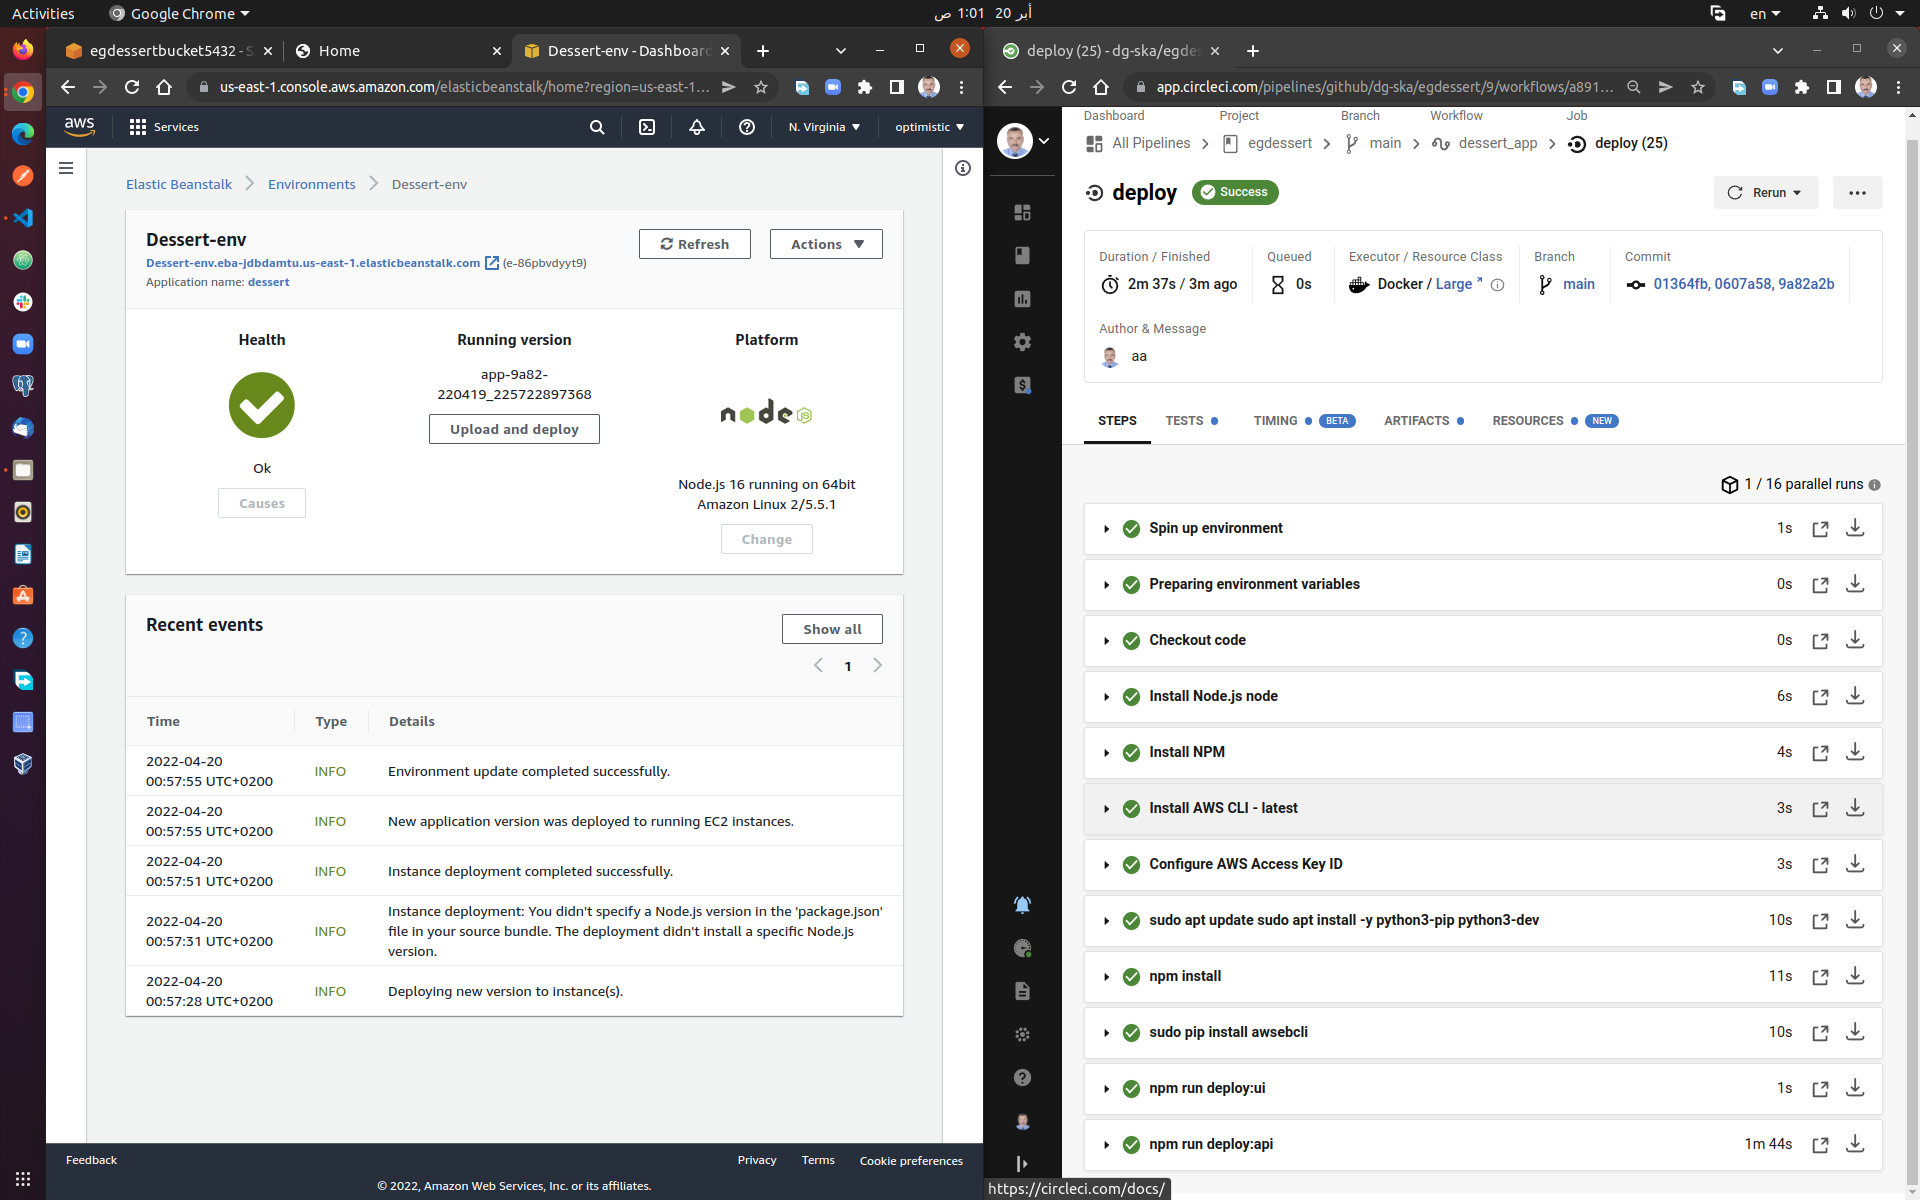 Activities
Google Chrome
1:01 ص
20 أبر
en
egdessertbucket5432 - S
Home
Dessert-env - Dashboard
us-east-1.console.aws.amazon.com/elasticbeanstalk/home?region=us-east-1...
aws
Services
N. Virginia
optimistic
Elastic Beanstalk
Environments
Dessert-env
Dessert-env
Dessert-env.eba-jdbdamtu.us-east-1.elasticbeanstalk.com (e-86pbvdyyt9)
Application name: dessert
Refresh
Actions
Health
Ok
Causes
Running version
app-9a82-
220419_225722897368
Upload and deploy
Platform
node JS
Node.js 16 running on 64bit
Amazon Linux 2/5.5.1
Change
Recent events
Show all
1
Time
Type
Details
2022-04-20
00:57:55 UTC+0200
INFO
Environment update completed successfully.
2022-04-20
00:57:55 UTC+0200
INFO
New application version was deployed to running EC2 instances.
2022-04-20
00:57:51 UTC+0200
INFO
Instance deployment completed successfully.
2022-04-20
00:57:31 UTC+0200
INFO
Instance deployment: You didn't specify a Node.js version in the 'package.json'
file in your source bundle. The deployment didn't install a specific Node.js
version.
2022-04-20
00:57:28 UTC+0200
INFO
Deploying new version to instance(s).
Feedback
Privacy
Terms
Cookie preferences
© 2022, Amazon Web Services, Inc. or its affiliates.
deploy (25) - dg-ska/egdes
app.circleci.com/pipelines/github/dg-ska/egdessert/9/workflows/a891...
Dashboard
Project
Branch
Workflow
Job
All Pipelines
egdessert
main
dessert_app
deploy (25)
deploy
Success
Rerun
Duration / Finished
2m 37s / 3m ago
Queued
0s
Executor / Resource Class
Docker / Large
Branch
main
Commit
01364fb, 0607a58, 9a82a2b
Author & Message
aa
STEPS
TESTS
TIMING
BETA
ARTIFACTS
RESOURCES
NEW
1 / 16 parallel runs
Spin up environment
1s
Preparing environment variables
0s
Checkout code
0s
Install Node.js node
6s
Install NPM
4s
Install AWS CLI - latest
3s
Configure AWS Access Key ID
3s
sudo apt update sudo apt install -y python3-pip python3-dev
10s
npm install
11s
sudo pip install awsebcli
10s
npm run deploy:ui
1s
npm run deploy:api
1m 44s
https://circleci.com/docs/